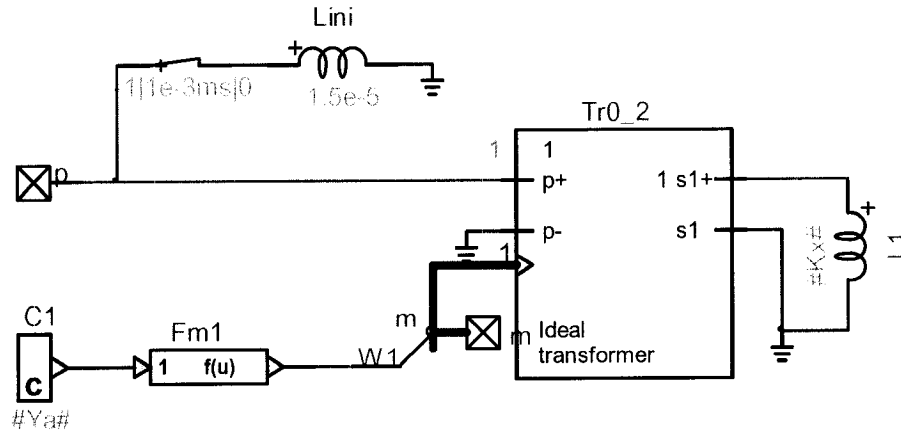 Lini
1|1e-3ms|0
1.5e-5
Tr0_2
1
1
p
p+
1 s1+
p-
s1
1
#Kx#
L1
C1
Fm1
m
m
Ideal
transformer
W1
1
f(u)
C
#Ya#